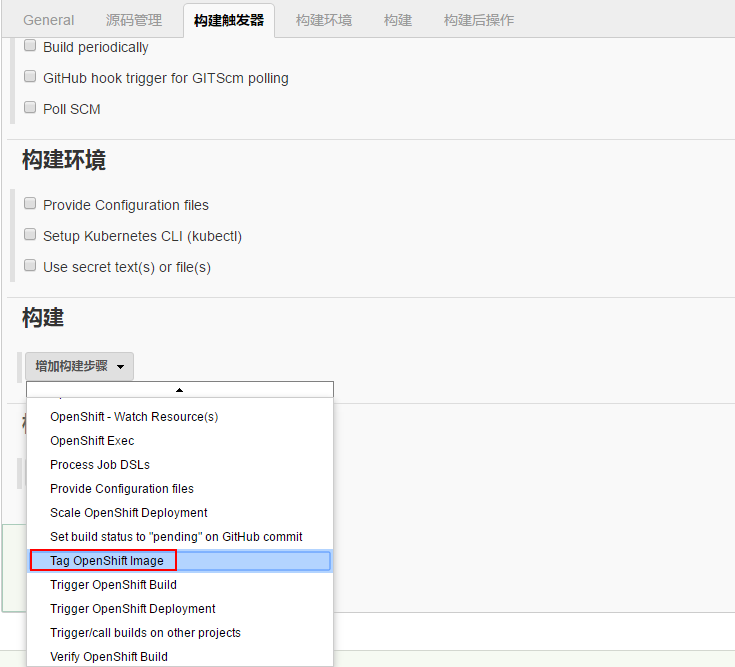 General 源码管理 构建触发器 构建环境 构建 构建后操作
Build periodically
GitHub hook trigger for GITScm polling
Poll SCM
构建环境
Provide Configuration files
Setup Kubernetes CLI (kubectl)
Use secret text(s) or file(s)
构建
增加构建步骤
OpenShift - Watch Resource(s)
OpenShift Exec
Process Job DSLs
Provide Configuration files
Scale OpenShift Deployment
Set build status to "pending" on GitHub commit
Tag OpenShift Image
Trigger OpenShift Build
Trigger OpenShift Deployment
Trigger/call builds on other projects
Verify OpenShift Build